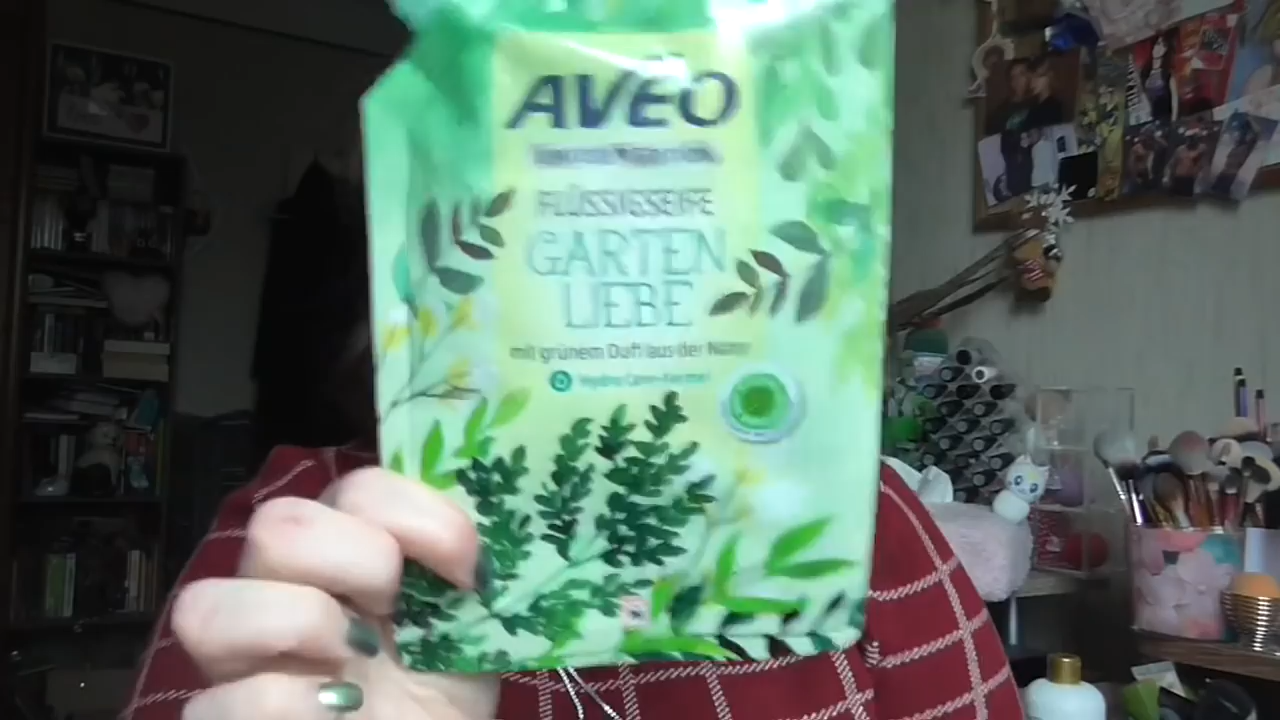 AVEO
FLÜSSIGSEIFE
GARTEN
LIEBE
mit grünem Duft aus der Natur